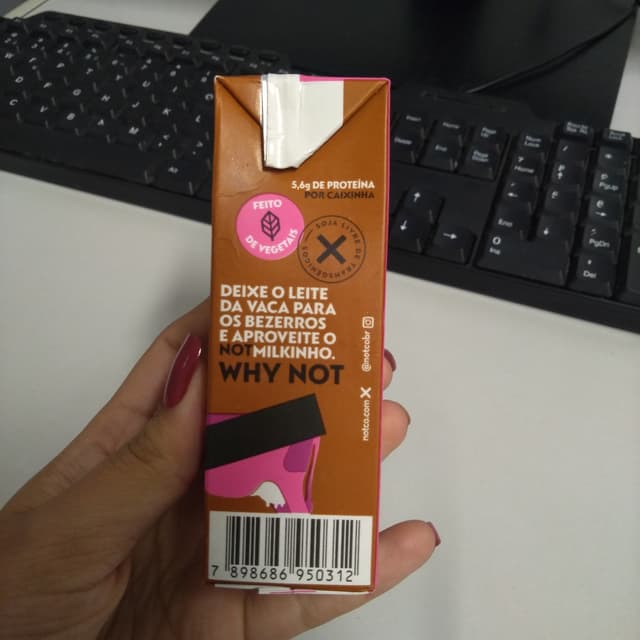 5,6g DE PROTEÍNA
POR CAIXINHA
FEITO
DE VEGETAIS
SOJA LIVRE DE TRANSGÊNICOS
DEIXE O LEITE
DA VACA PARA
OS BEZERROS
E APROVEITE O
NOTMILKINHO.
WHY NOT
@notcobr
notco.com
7 898686 950312